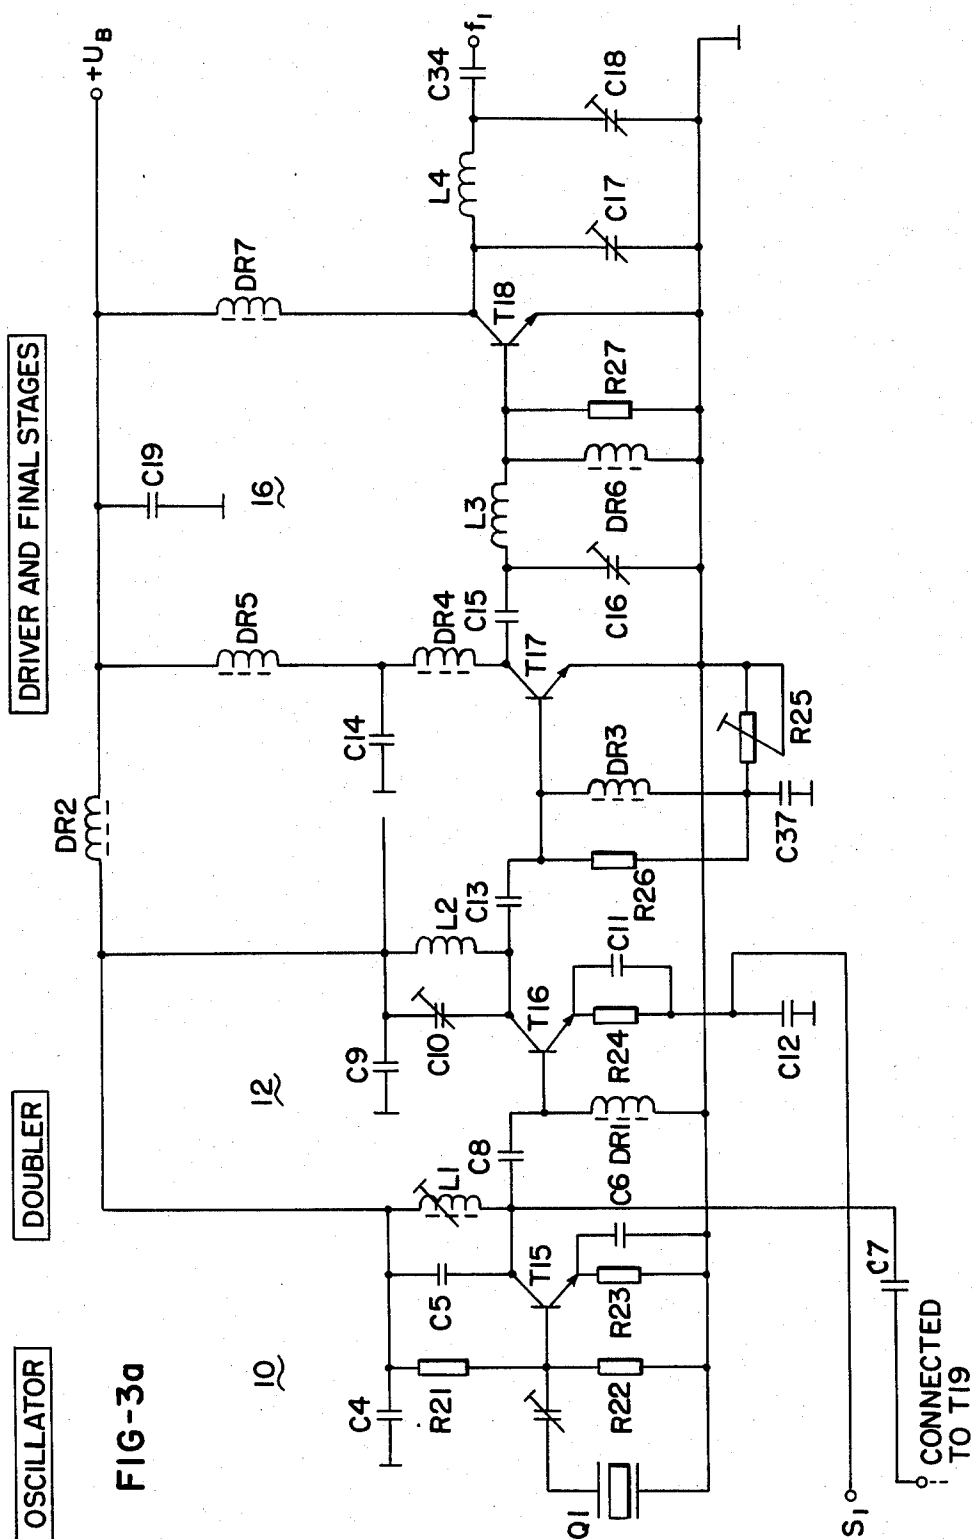 OSCILLATOR
DOUBLER
DRIVER AND FINAL STAGES
FIG-3a
+UB
DR2
C19
DR5
DR7
10
12
16
C4
C9
C14
DR4
C34
f1
R21
C5
L1
C10
L2
C13
C15
L3
L4
C8
T15
T16
T17
T18
Q1
R22
R23
C6
DR1
R24
C11
R26
DR3
C16
DR6
R27
C17
C18
C12
C37
R25
S1
C7
CONNECTED
TO T19